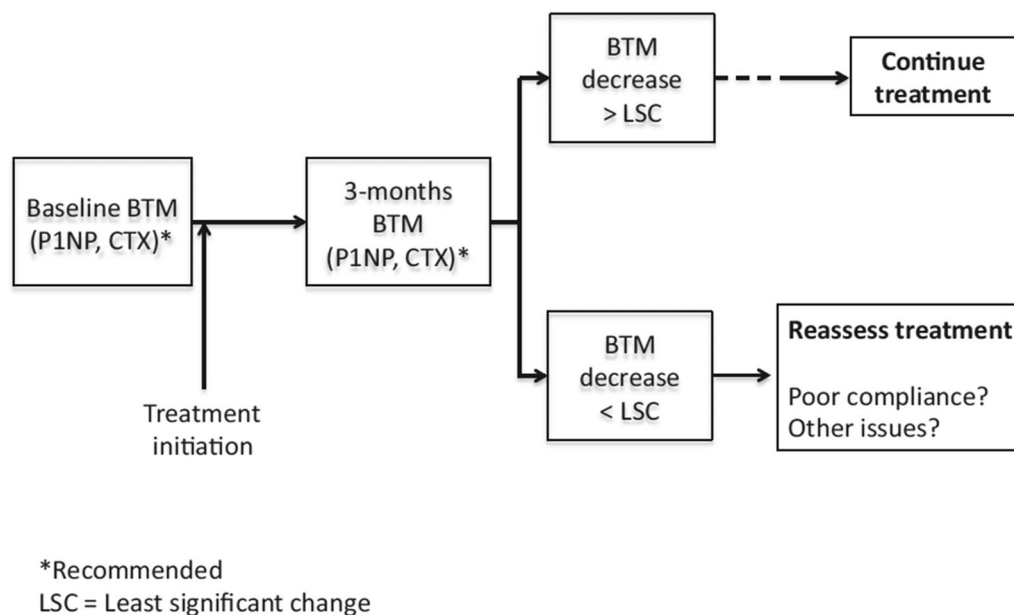 Baseline BTM
(P1NP, CTX)*
Treatment
initiation
3-months
BTM
(P1NP, CTX)*
BTM
decrease
> LSC
Continue
treatment
BTM
decrease
< LSC
Reassess treatment
Poor compliance?
Other issues?
*Recommended
LSC = Least significant change